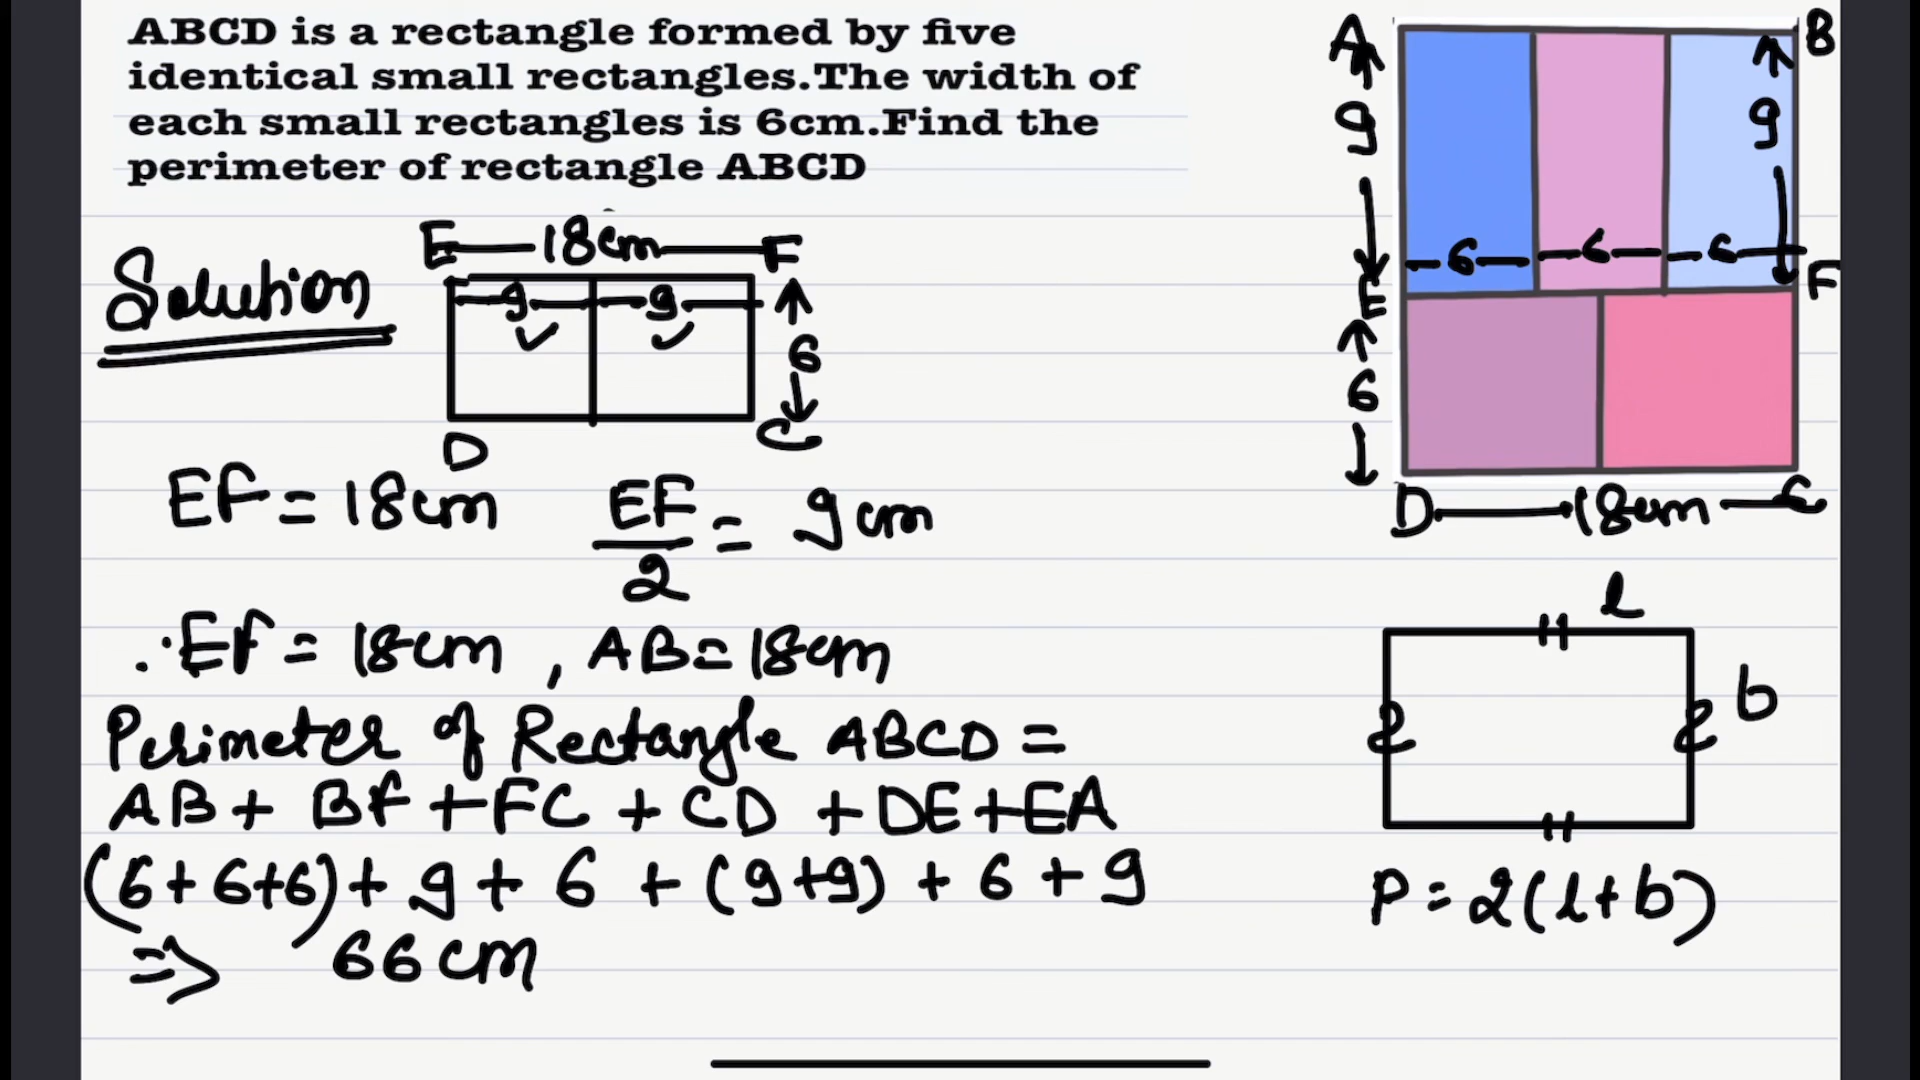 ABCD is a rectangle formed by five
identical small rectangles.The width of
each small rectangles is 6cm.Find the
perimeter of rectangle ABCD
Solution
E 18cm F
9 9
6
D C
EF = 18cm EF/2 = 9cm
∴ EF = 18cm , AB = 18cm
Perimeter of Rectangle ABCD =
AB + BF + FC + CD + DE + EA
(6+6+6) + 9 + 6 + (9+9) + 6 + 9
=> 66cm
A B
9 9
6 6 6
E F
6
D 18cm C
l
b
P = 2(l+b)